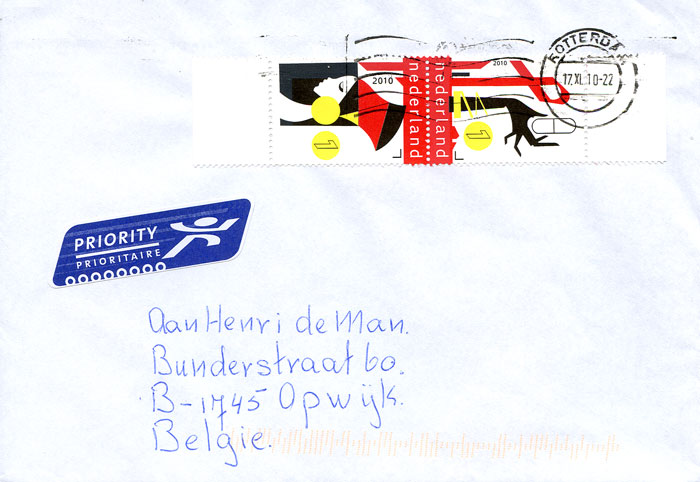 2010
nederland
nederland
2010
1
1
ROTTERDAM
17.XI.10-22
PRIORITY
PRIORITAIRE
Aan Henri de Man.
Bunderstraat 60.
B-1745 Opwijk.
Belgie.